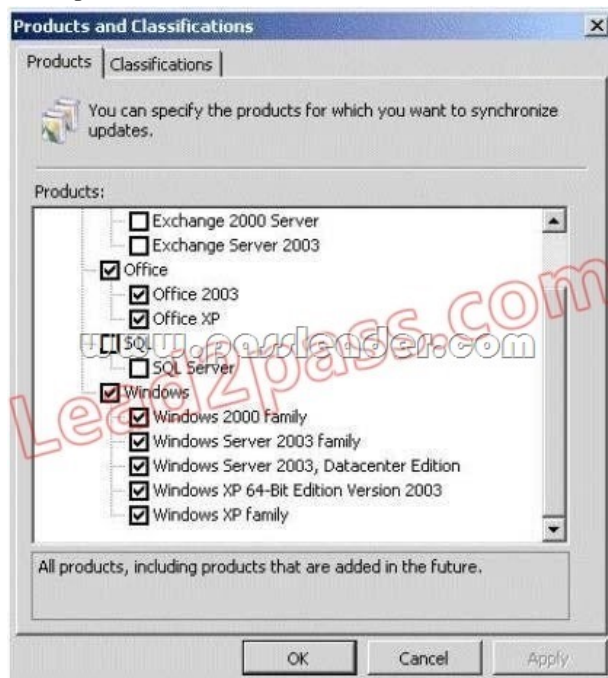 Products and Classifications
Products
Classifications
You can specify the products for which you want to synchronize
updates.
Products:
Exchange 2000 Server
Exchange Server 2003
Office
Office 2003
Office XP
SQL
www.passleader.com
SQL Server
Lead2pass.com
Windows
Windows 2000 family
Windows Server 2003 family
Windows Server 2003, Datacenter Edition
Windows XP 64-Bit Edition Version 2003
Windows XP family
All products, including products that are added in the future.
OK
Cancel
Apply